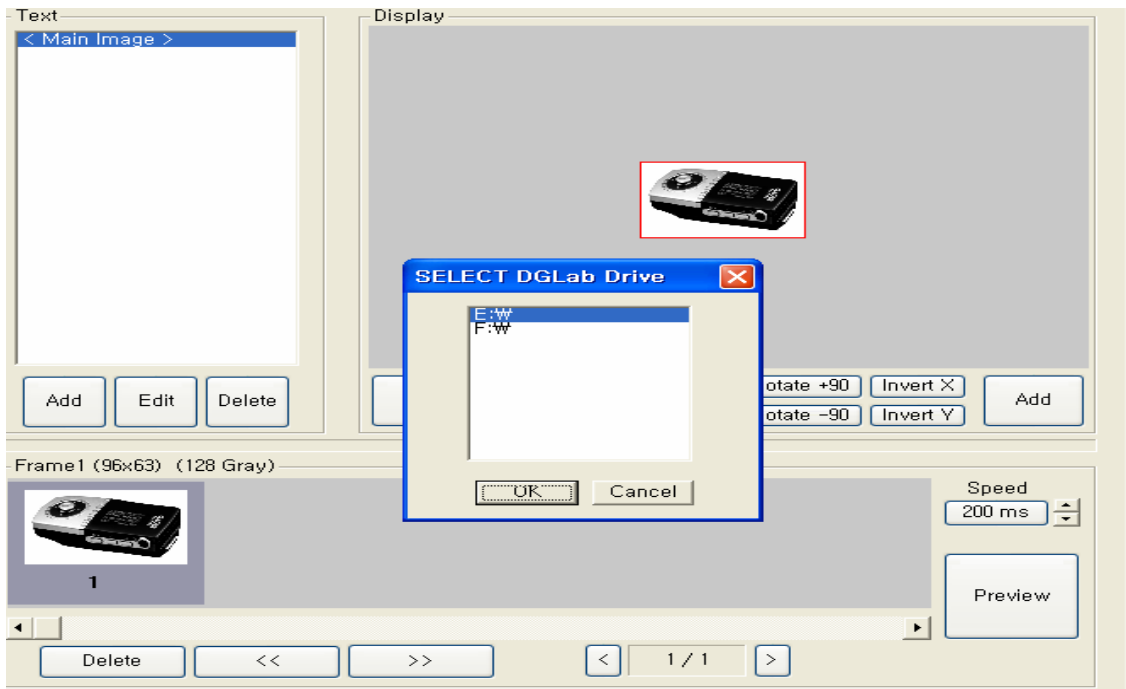 Text
< Main Image >
Add
Edit
Delete
Display
otate +90
Invert X
otate -90
Invert Y
Add
SELECT DGLab Drive
E:₩
F:₩
OK
Cancel
Frame1 (96x63) (128 Gray)
1
Speed
200 ms
Preview
Delete
<<
>>
<
1 / 1
>